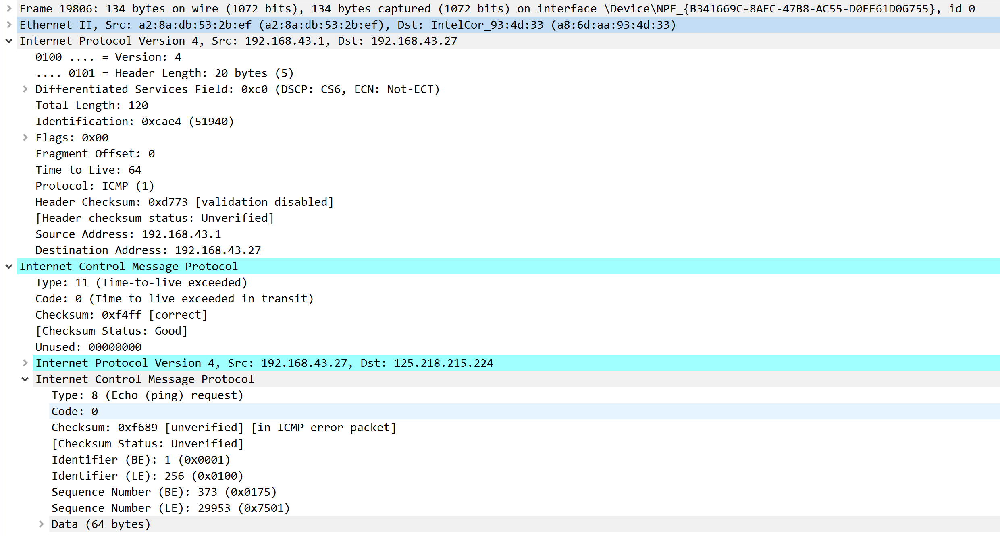 Frame 19806: 134 bytes on wire (1072 bits), 134 bytes captured (1072 bits) on interface \Device\NPF_{B341669C-8AFC-47B8-AC55-D0FE61D06755}, id 0
Ethernet II, Src: a2:8a:db:53:2b:ef (a2:8a:db:53:2b:ef), Dst: IntelCor_93:4d:33 (a8:6d:aa:93:4d:33)
Internet Protocol Version 4, Src: 192.168.43.1, Dst: 192.168.43.27
0100 .... = Version: 4
.... 0101 = Header Length: 20 bytes (5)
Differentiated Services Field: 0xc0 (DSCP: CS6, ECN: Not-ECT)
Total Length: 120
Identification: 0xcae4 (51940)
Flags: 0x00
Fragment Offset: 0
Time to Live: 64
Protocol: ICMP (1)
Header Checksum: 0xd773 [validation disabled]
[Header checksum status: Unverified]
Source Address: 192.168.43.1
Destination Address: 192.168.43.27
Internet Control Message Protocol
Type: 11 (Time-to-live exceeded)
Code: 0 (Time to live exceeded in transit)
Checksum: 0xf4ff [correct]
[Checksum Status: Good]
Unused: 00000000
Internet Protocol Version 4, Src: 192.168.43.27, Dst: 125.218.215.224
Internet Control Message Protocol
Type: 8 (Echo (ping) request)
Code: 0
Checksum: 0xf689 [unverified] [in ICMP error packet]
[Checksum Status: Unverified]
Identifier (BE): 1 (0x0001)
Identifier (LE): 256 (0x0100)
Sequence Number (BE): 373 (0x0175)
Sequence Number (LE): 29953 (0x7501)
Data (64 bytes)